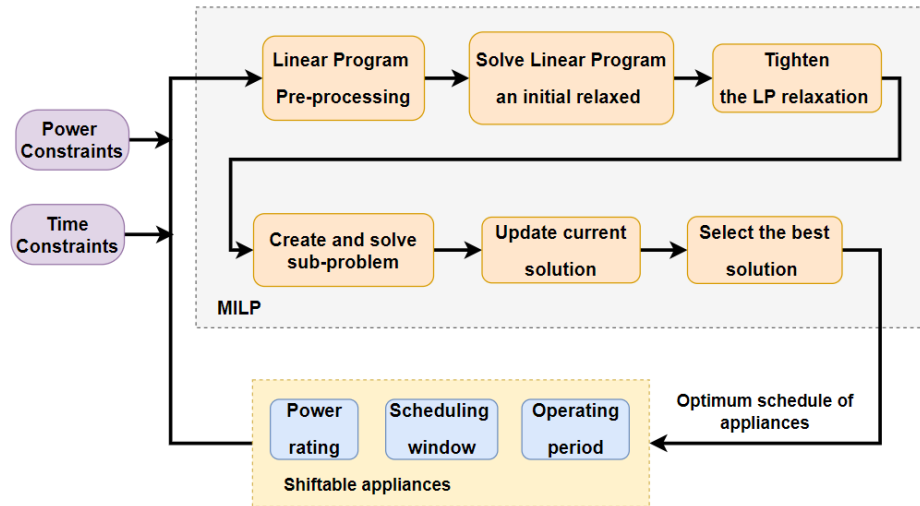 Linear Program
Pre-processing
Solve Linear Program
an initial relaxed
Tighten
the LP relaxation
Power
Constraints
Time
Constraints
Create and solve
sub-problem
Update current
solution
Select the best
solution
MILP
Power
rating
Scheduling
window
Operating
period
Shiftable appliances
Optimum schedule of
appliances